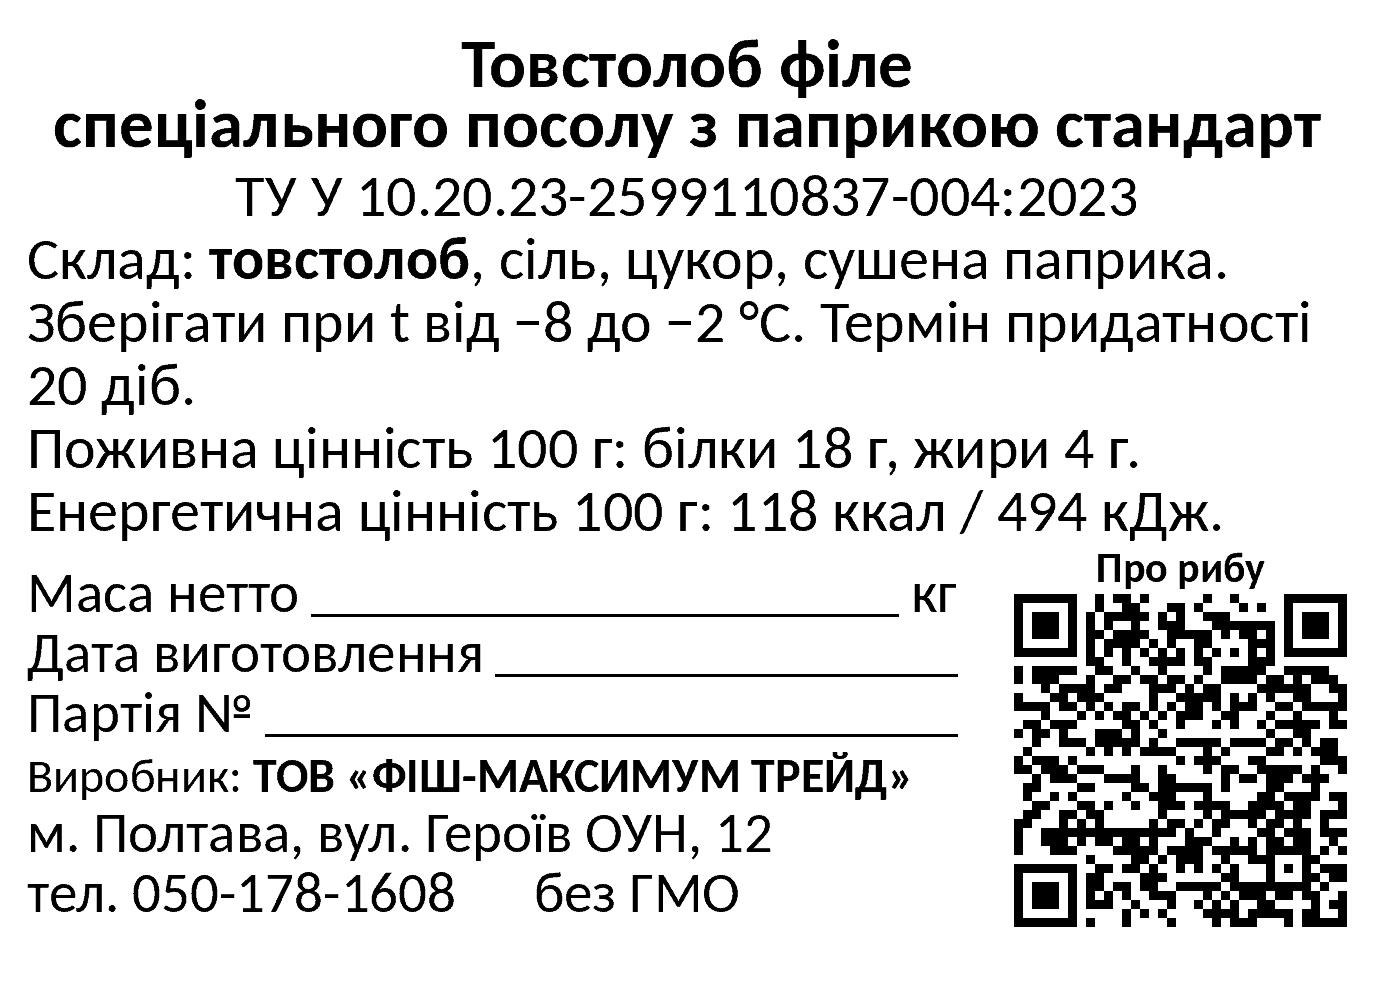 Товстолоб філе
спеціального посолу з паприкою стандарт
ТУ У 10.20.23-2599110837-004:2023
Склад: товстолоб, сіль, цукор, сушена паприка.
Зберігати при t від −8 до −2 °С. Термін придатності
20 діб.
Поживна цінність 100 г: білки 18 г, жири 4 г.
Енергетична цінність 100 г: 118 ккал / 494 кДж.
Маса нетто ____ кг
Дата виготовлення ____
Партія № ____
Про рибу
Виробник: ТОВ «ФІШ-МАКСИМУМ ТРЕЙД»
м. Полтава, вул. Героїв ОУН, 12
тел. 050-178-1608 без ГМО